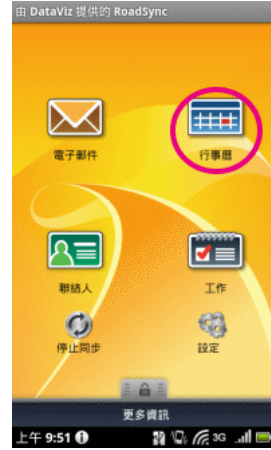 由 DataViz 提供的 RoadSync
電子郵件 行事曆
聯絡人 工作
停止同步 設定
更多資訊
上午 9:51 3G